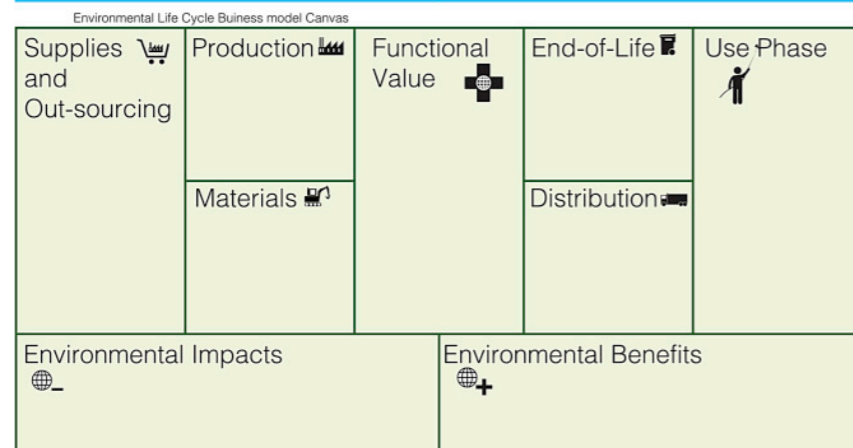 Environmental Life Cycle Buiness model Canvas
Supplies
and
Out-sourcing
Production
Materials
Functional
Value
End-of-Life
Distribution
Use Phase
Environmental Impacts
Environmental Benefits